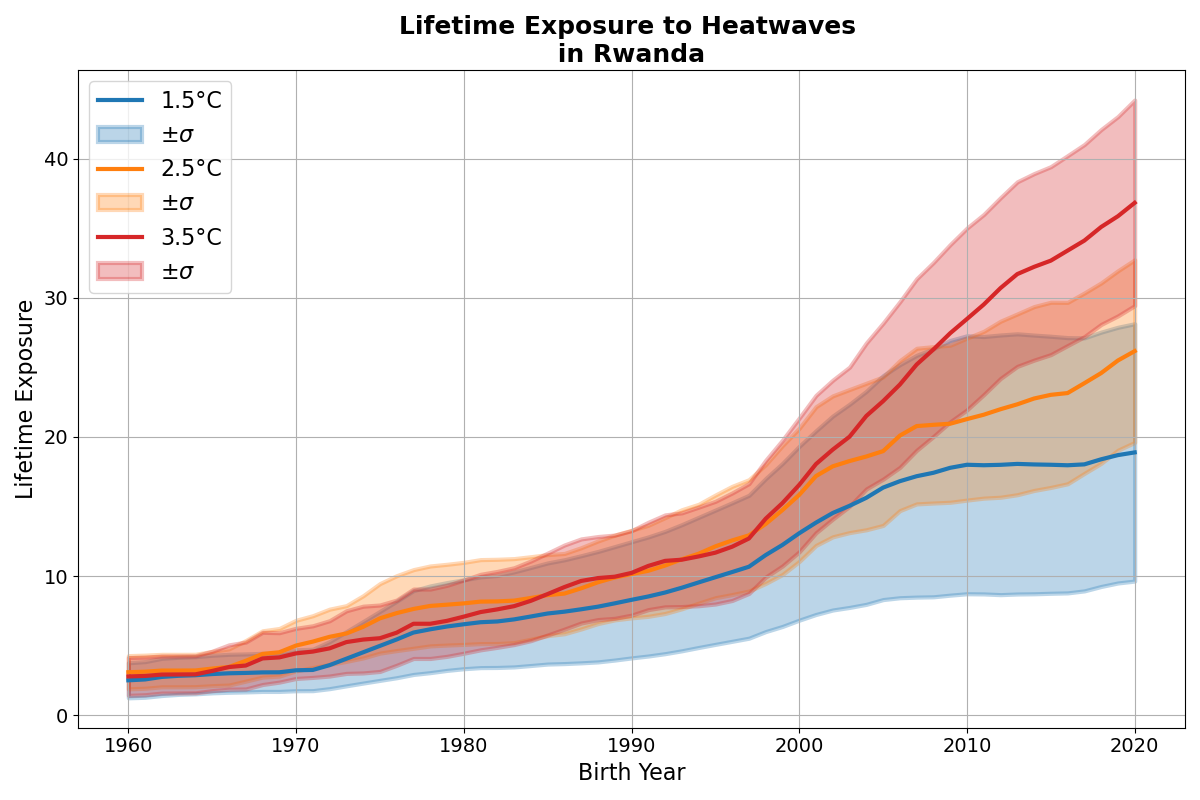 Lifetime Exposure to Heatwaves
in Rwanda
1.5°C
±σ
2.5°C
±σ
3.5°C
±σ
Lifetime Exposure
40
30
20
10
0
1960
1970
1980
1990
2000
2010
2020
Birth Year